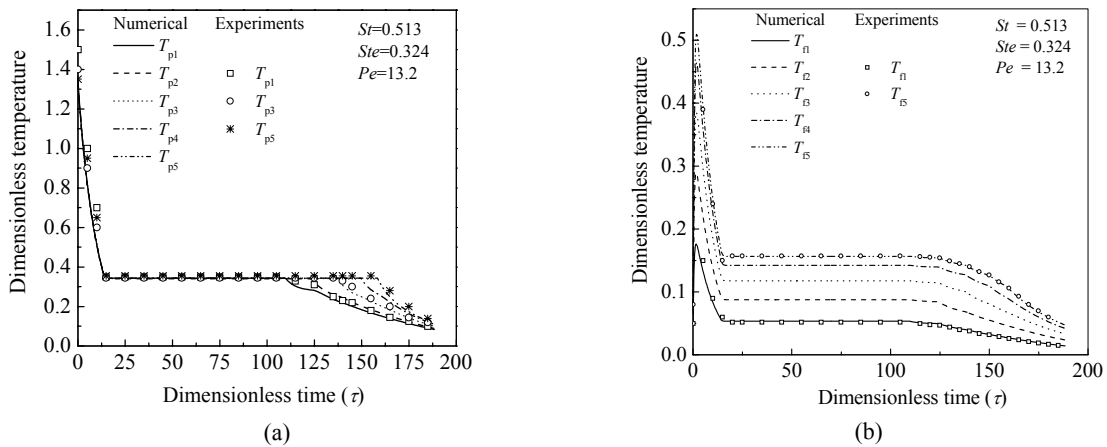 Numerical Experiments
St=0.513
Ste=0.324
Pe=13.2
Tp1
Tp2
Tp3
Tp4
Tp5
Tp1
Tp3
Tp5
1.6
1.4
1.2
1.0
0.8
0.6
0.4
0.2
0.0
0 25 50 75 100 125 150 175 200
Dimensionless temperature
Dimensionless time (τ)
(a)
Numerical Experiments
St = 0.513
Ste = 0.324
Pe = 13.2
Tf1
Tf2
Tf3
Tf4
Tf5
Tf1
Tf5
0.5
0.4
0.3
0.2
0.1
0.0
0 50 100 150 200
Dimensionless temperature
Dimensionless time (τ)
(b)